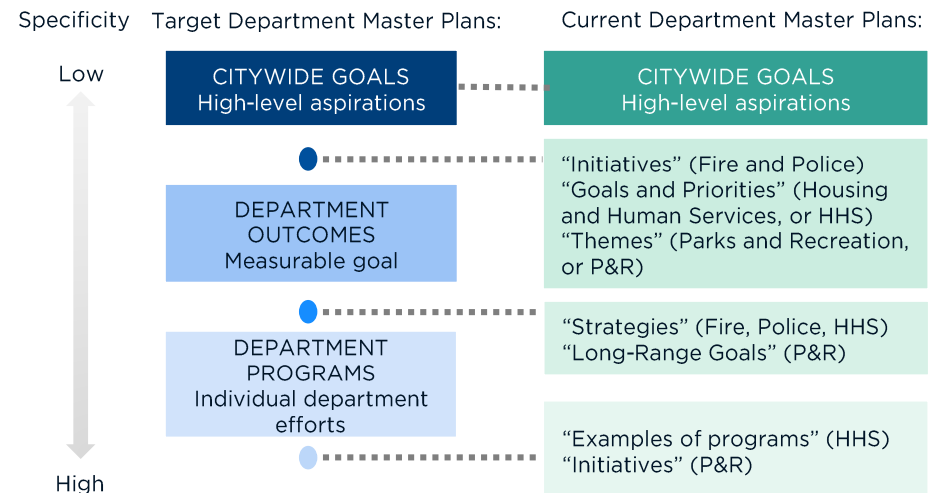 Specificity
Target Department Master Plans:
Current Department Master Plans:
Low
CITYWIDE GOALS
High-level aspirations
CITYWIDE GOALS
High-level aspirations
“Initiatives” (Fire and Police)
“Goals and Priorities” (Housing
and Human Services, or HHS)
“Themes” (Parks and Recreation,
or P&R)
DEPARTMENT
OUTCOMES
Measurable goal
“Strategies” (Fire, Police, HHS)
“Long-Range Goals” (P&R)
DEPARTMENT
PROGRAMS
Individual department
efforts
“Examples of programs” (HHS)
“Initiatives” (P&R)
High